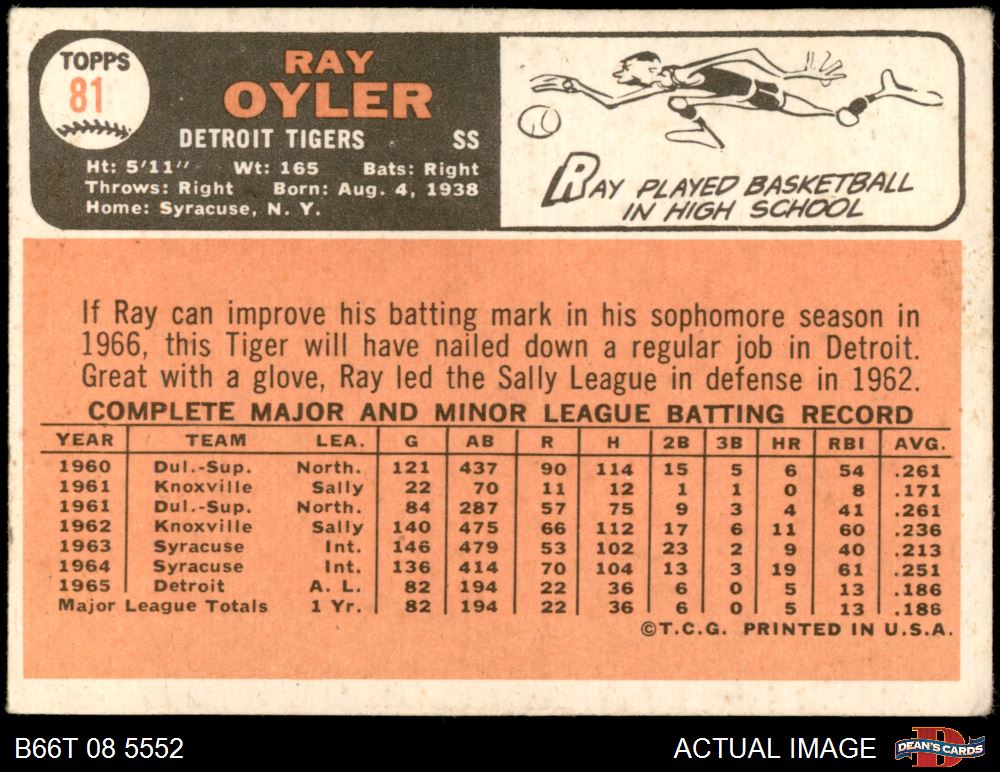 TOPPS
81
RAY
OYLER
DETROIT TIGERS SS
Ht: 5'11" Wt: 165 Bats: Right
Throws: Right Born: Aug. 4, 1938
Home: Syracuse, N. Y.
RAY PLAYED BASKETBALL
IN HIGH SCHOOL
If Ray can improve his batting mark in his sophomore season in
1966, this Tiger will have nailed down a regular job in Detroit.
Great with a glove, Ray led the Sally League in defense in 1962.
COMPLETE MAJOR AND MINOR LEAGUE BATTING RECORD
YEAR TEAM LEA. G AB R H 2B 3B HR RBI AVG.
1960 Dul.-Sup. North. 121 437 90 114 15 5 6 54 .261
1961 Knoxville Sally 22 70 11 12 1 1 0 8 .171
1961 Dul.-Sup. North. 84 287 57 75 9 3 4 41 .261
1962 Knoxville Sally 140 475 66 112 17 6 11 60 .236
1963 Syracuse Int. 146 479 53 102 23 2 9 40 .213
1964 Syracuse Int. 136 414 70 104 13 3 19 61 .251
1965 Detroit A. L. 82 194 22 36 6 0 5 13 .186
Major League Totals 1 Yr. 82 194 22 36 6 0 5 13 .186
©T.C.G. PRINTED IN U.S.A.
B66T 08 5552 ACTUAL IMAGE DEAN'S CARDS